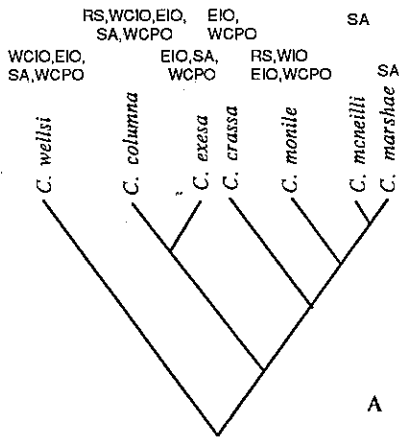 RS,WCIO,EIO,
SA,WCPO
EIO,
WCPO
SA
WCIO,EIO,
SA,WCPO
EIO,SA,
WCPO
RS,WIO
EIO,WCPO
SA
C. wellsi
C. columna
C. exesa
C. crassa
C. monile
C. mcneilli
C. marshae
A